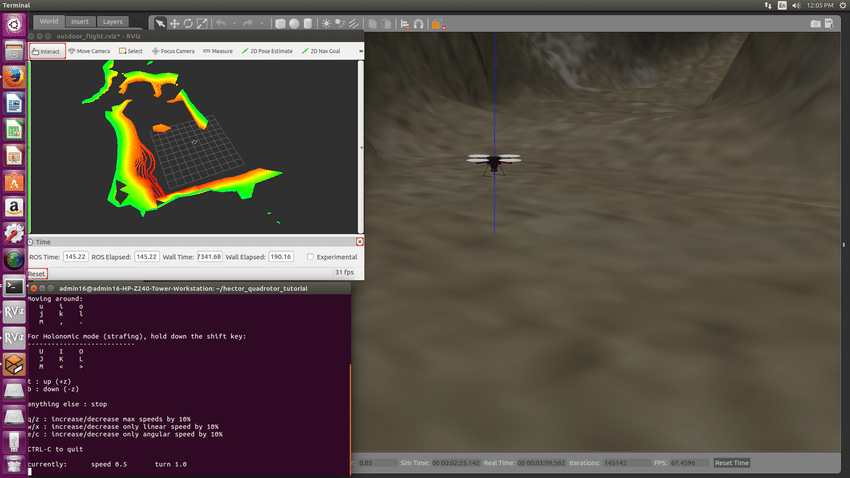 Terminal
En
12:05 PM
World Insert Layers
outdoor_flight.rviz* - RViz
Interact Move Camera Select Focus Camera Measure 2D Pose Estimate 2D Nav Goal »
Time
ROS Time: 145.22 ROS Elapsed: 145.22 Wall Time: 7341.68 Wall Elapsed: 190.16 Experimental
Reset 31 fps
admin16@admin16-HP-Z240-Tower-Workstation: ~/hector_quadrotor_tutorial
Moving around:
u i o
j k l
m , .
For Holonomic mode (strafing), hold down the shift key:
---------------------------
U I O
J K L
M < >
t : up (+z)
b : down (-z)
anything else : stop
q/z : increase/decrease max speeds by 10%
w/x : increase/decrease only linear speed by 10%
e/c : increase/decrease only angular speed by 10%
CTRL-C to quit
currently: speed 0.5 turn 1.0
0.85 Sim Time: 00 00:02:25.142 Real Time: 00 00:03:09.562 Iterations: 145142 FPS: 67.4596 Reset Time